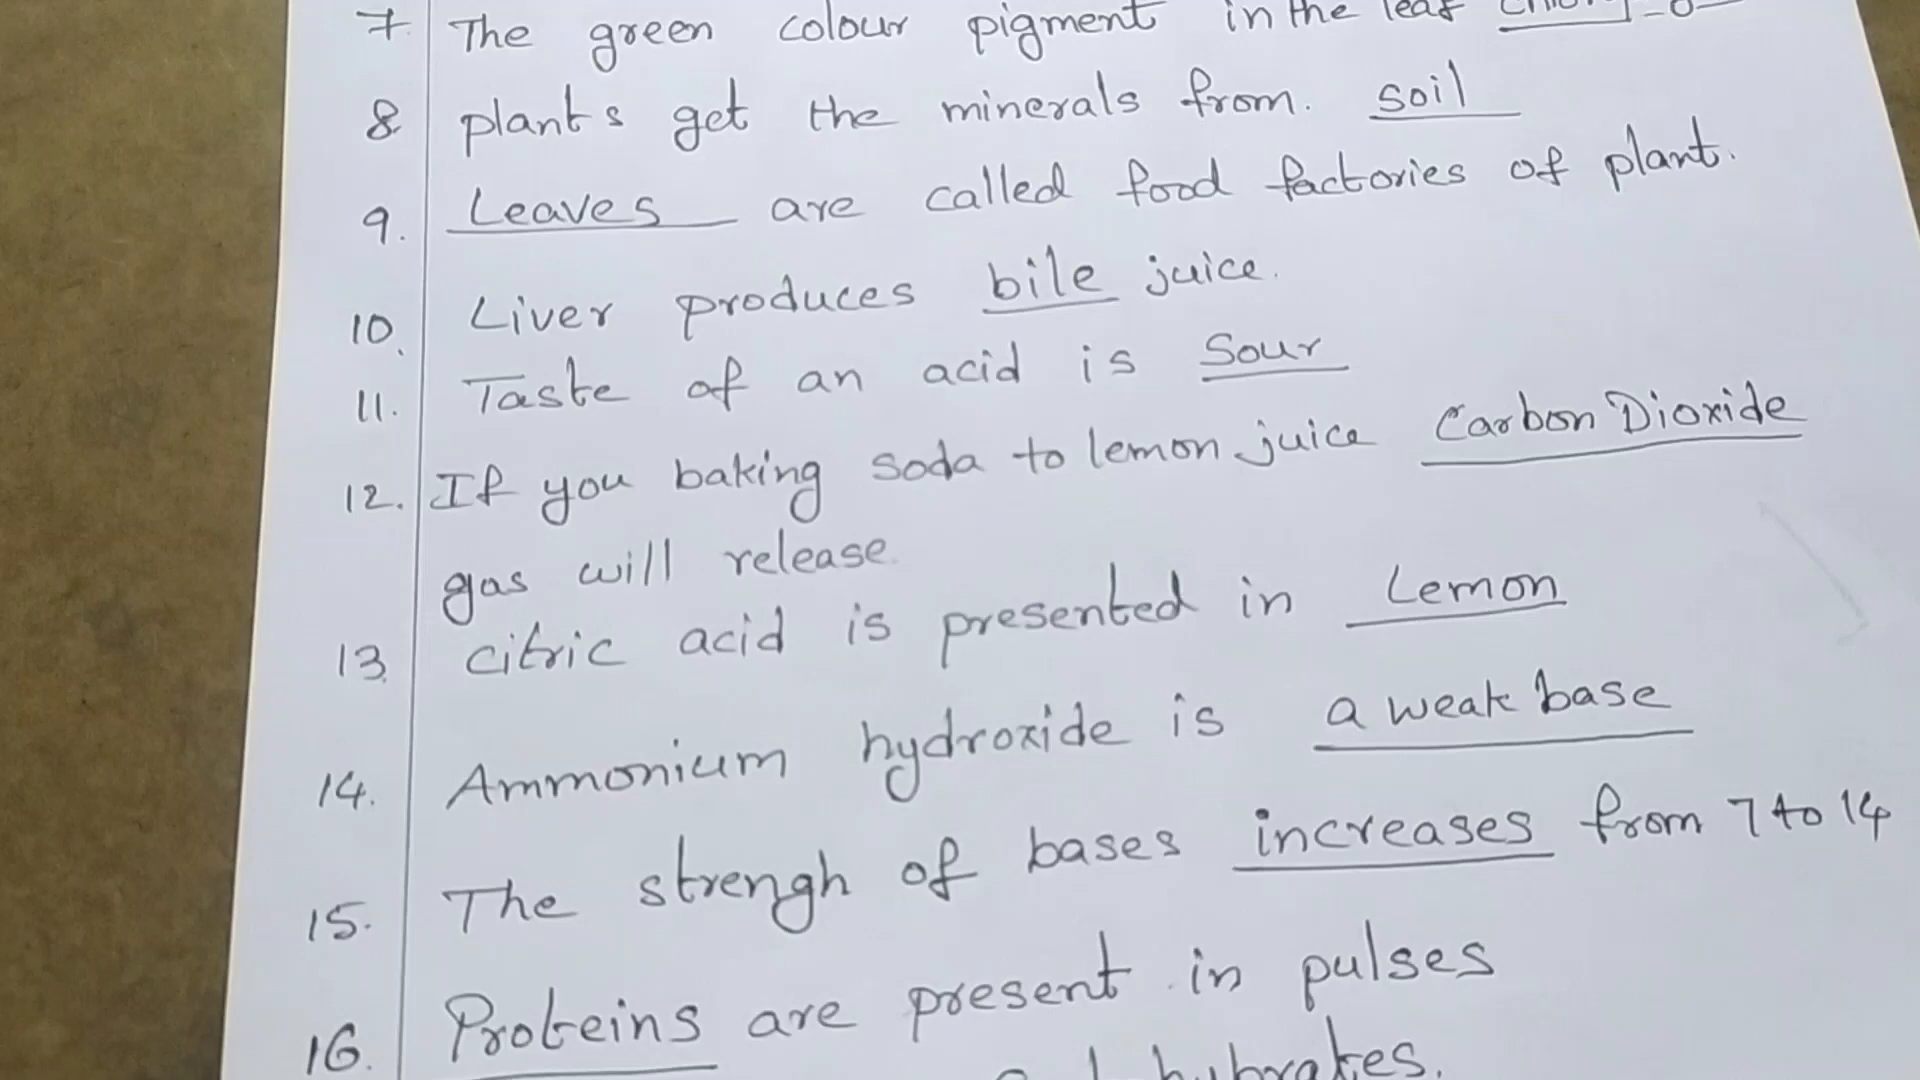 7. The green colour pigment in the leaf
8 plants get the minerals from. soil
9. Leaves are called food factories of plant.
10. Liver produces bile juice.
11. Taste of an acid is Sour
12. If you baking soda to lemon juice Carbon Dioxide
gas will release.
13. citric acid is presented in Lemon
14. Ammonium hydroxide is a weak base
15. The strengh of bases increases from 7 to 14
16. Proteins are present in pulses